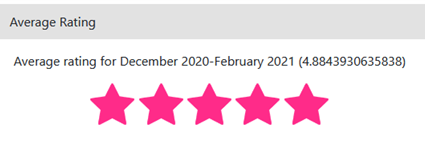 Average Rating
Average rating for December 2020-February 2021 (4.8843930635838)